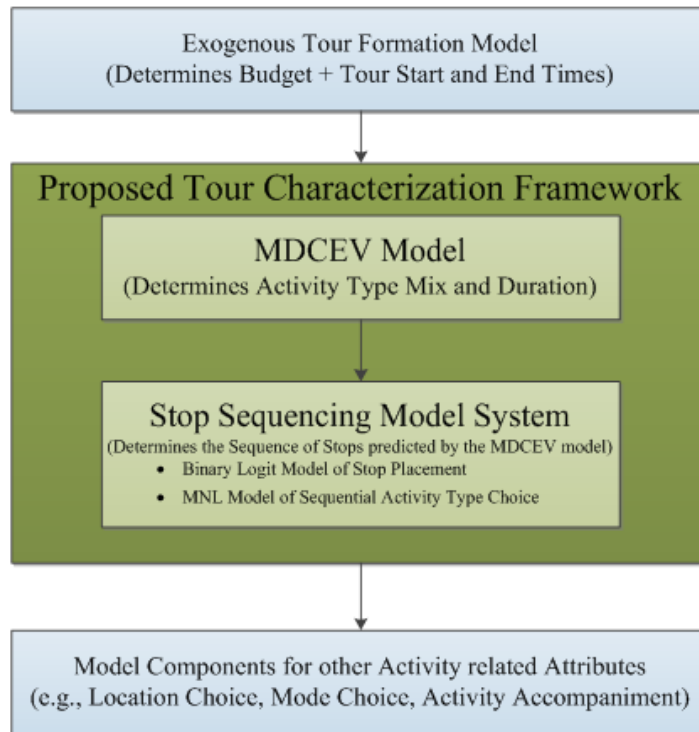 Exogenous Tour Formation Model
(Determines Budget + Tour Start and End Times)
Proposed Tour Characterization Framework
MDCEV Model
(Determines Activity Type Mix and Duration)
Stop Sequencing Model System
(Determines the Sequence of Stops predicted by the MDCEV model)
• Binary Logit Model of Stop Placement
• MNL Model of Sequential Activity Type Choice
Model Components for other Activity related Attributes
(e.g., Location Choice, Mode Choice, Activity Accompaniment)